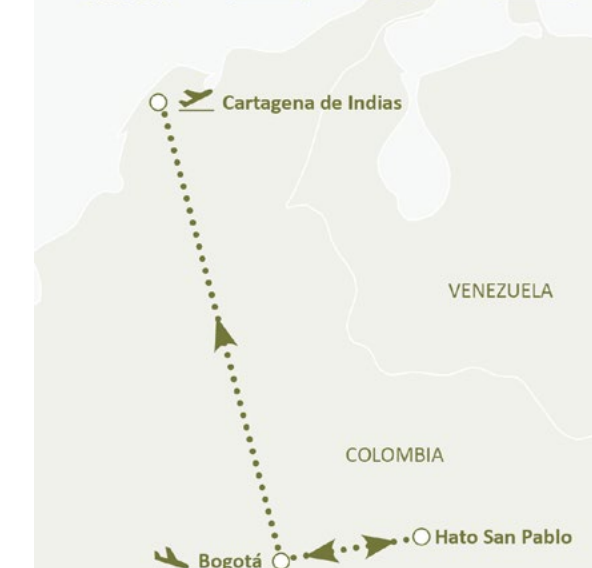 Cartagena de Indias
VENEZUELA
COLOMBIA
Hato San Pablo
Bogotá